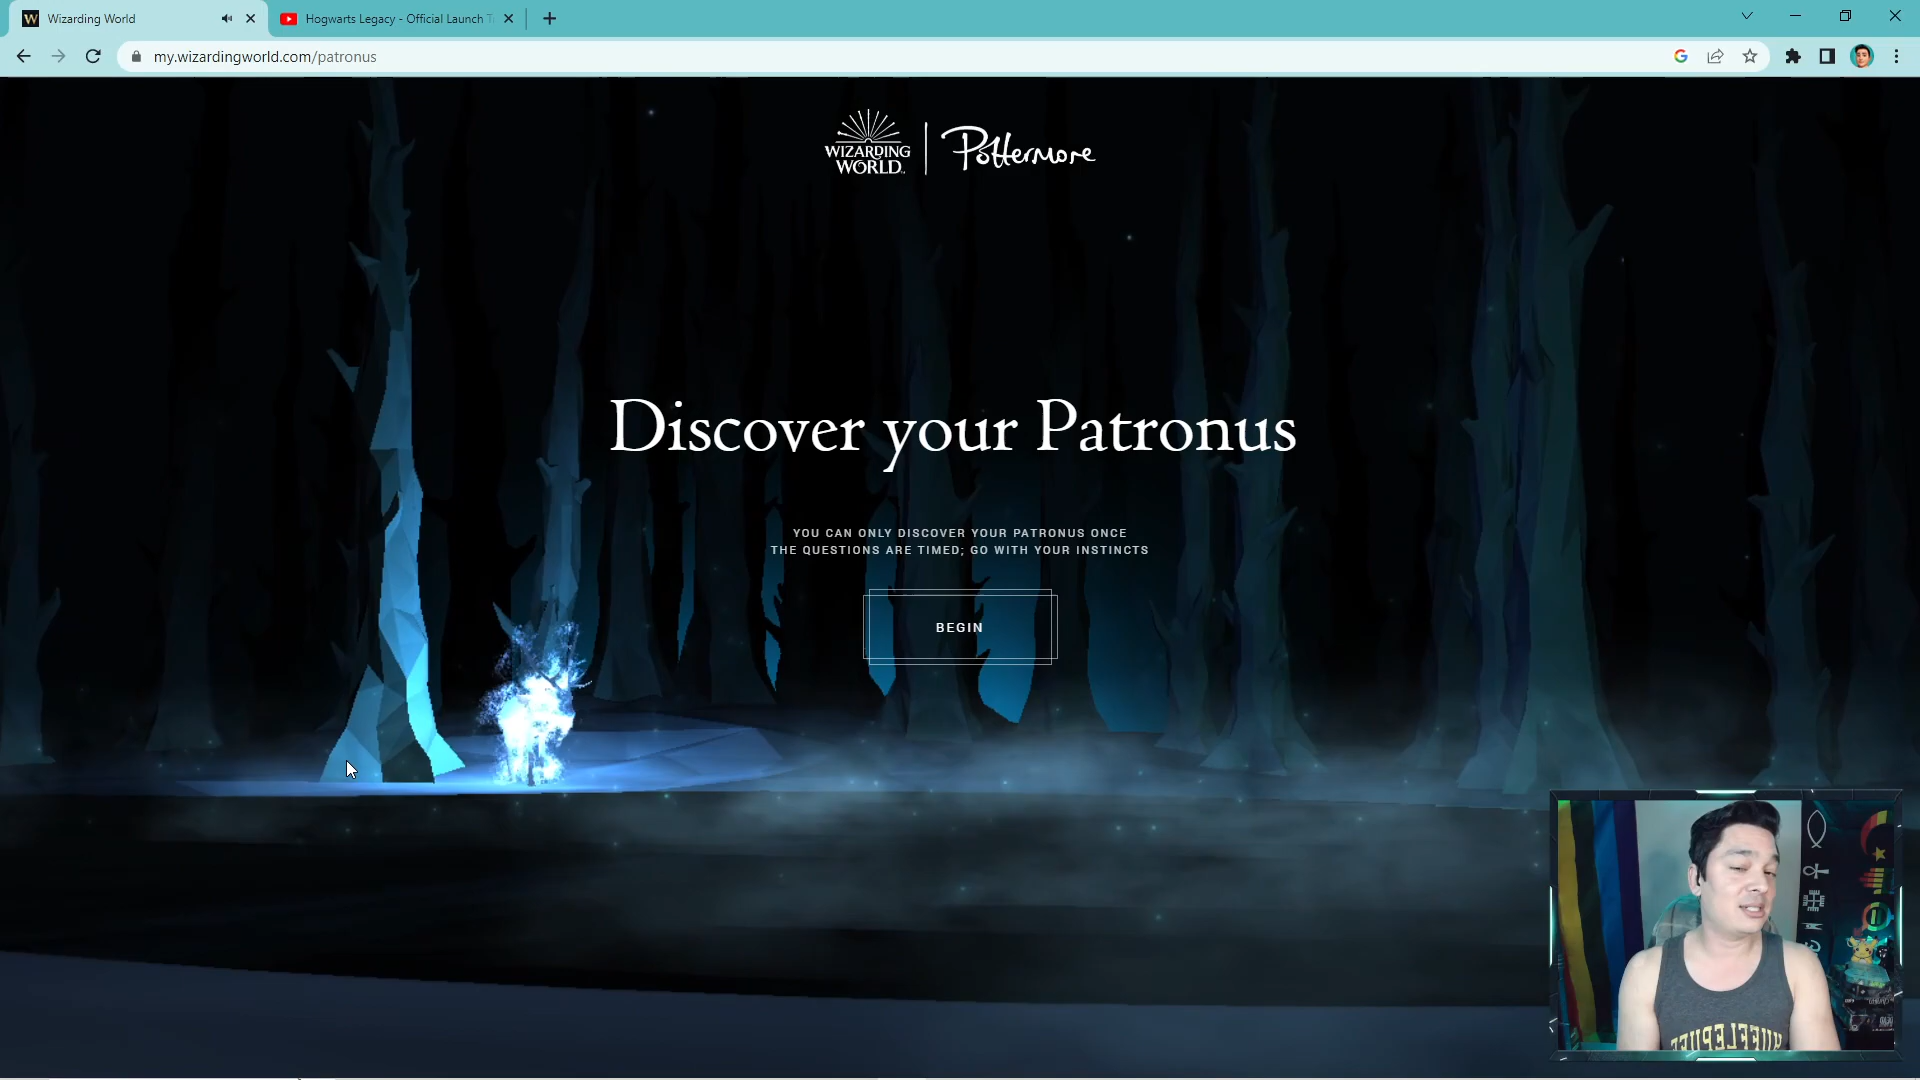 Wizarding World
Hogwarts Legacy - Official Launch T
my.wizardingworld.com/patronus
WIZARDING
WORLD
Pottermore
Discover your Patronus
YOU CAN ONLY DISCOVER YOUR PATRONUS ONCE
THE QUESTIONS ARE TIMED; GO WITH YOUR INSTINCTS
BEGIN
HUFFLEPUFF